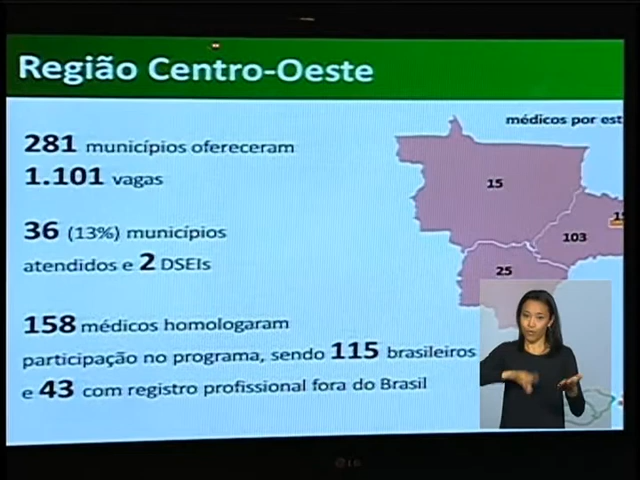 Região Centro-Oeste
médicos por est
281 municípios ofereceram
1.101 vagas
36 (13%) municípios
atendidos e 2 DSEIs
158 médicos homologaram
participação no programa, sendo 115 brasileiros
e 43 com registro profissional fora do Brasil
15
103
25
LG